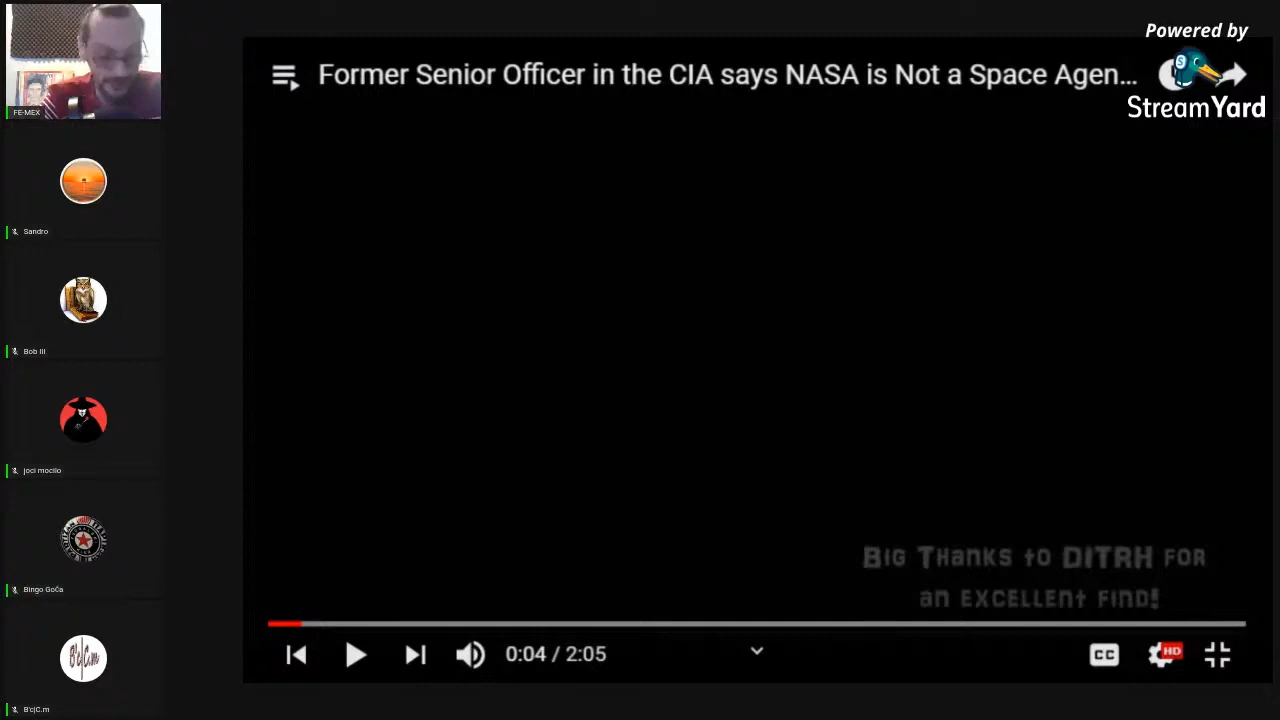 Powered by
StreamYard
Former Senior Officer in the CIA says NASA is Not a Space Agen...
FE-MEX
Sandro
Bob III
joci mocilo
Bingo Goča
B'c|C.m
B'c|C.m
Big Thanks to DITRH for
an excellent find!
0:04 / 2:05
CC
HD